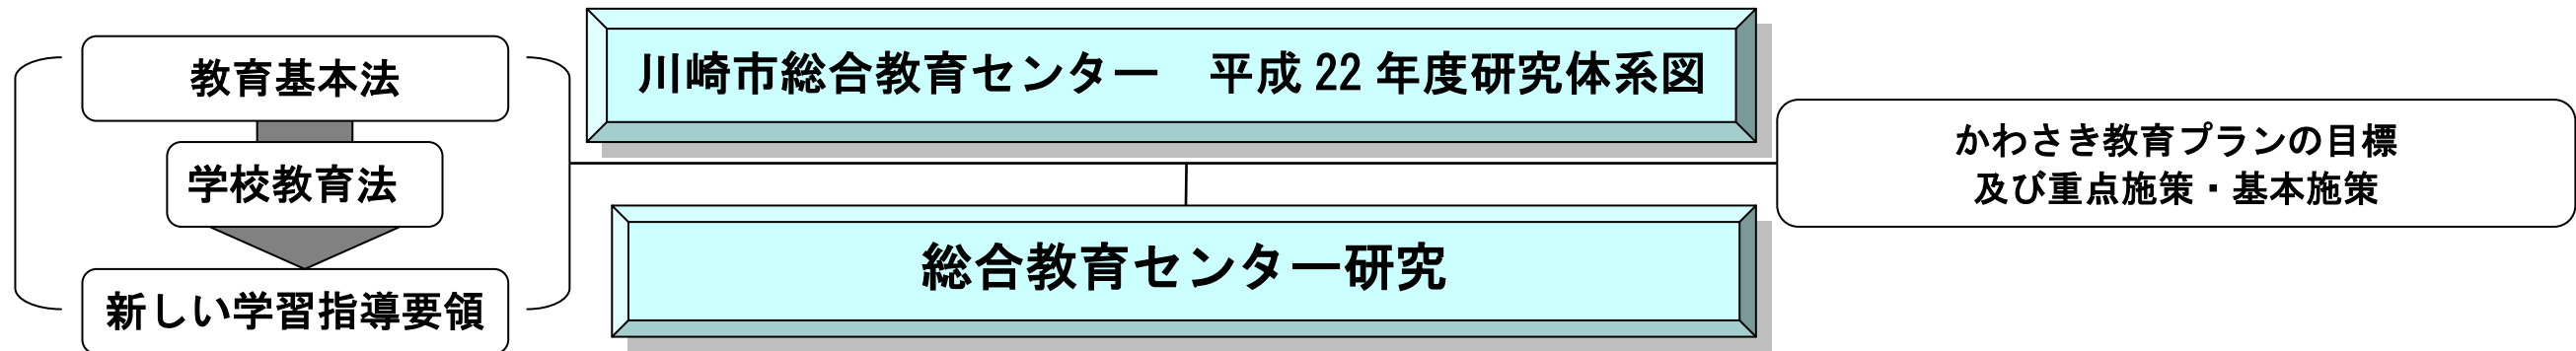 川崎市総合教育センター　平成 22 年度研究体系図
教育基本法
学校教育法
新しい学習指導要領
かわさき教育プランの目標
及び重点施策・基本施策
総合教育センター研究